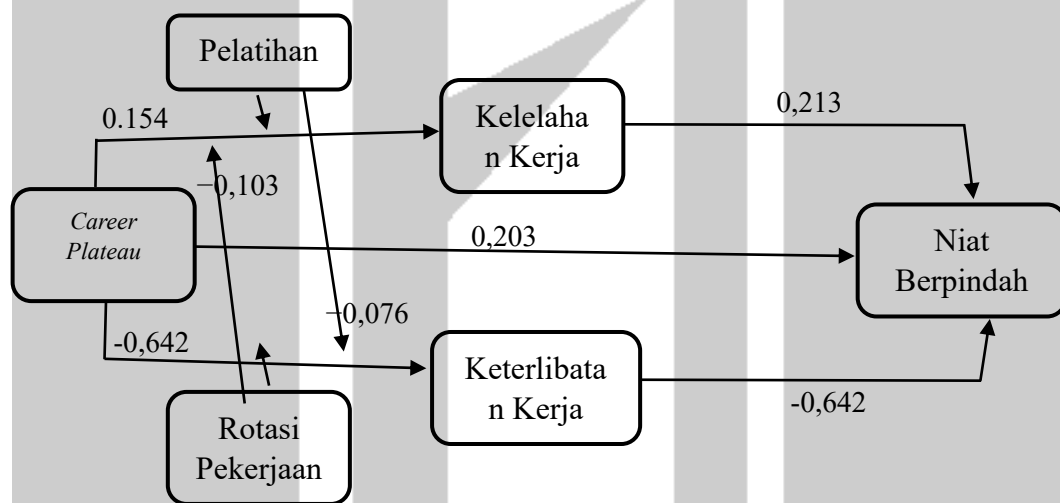 Pelatihan
0.154
Kelelaha
n Kerja
0,213
−0,103
Career
Plateau
0,203
Niat
Berpindah
−0,076
-0,642
Keterlibata
n Kerja
-0,642
Rotasi
Pekerjaan